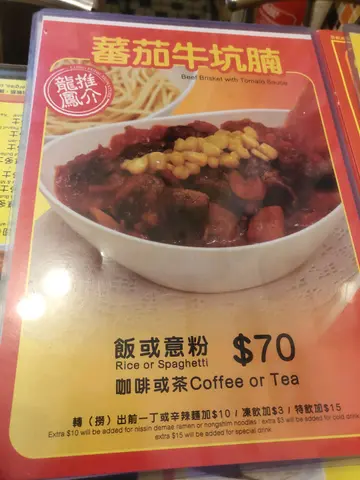 蕃茄牛坑腩
Beef Brisket with Tomato Sauce
龍鳳推介
飯或意粉 $70
Rice or Spaghetti
咖啡或茶Coffee or Tea
轉（撈）出前一丁或辛辣麵加$10 / 凍飲加$3 / 特飲加$15
Extra $10 will be added for nissin demae ramen or hongshim noodles / extra $3 will be added for cold drink
extra $15 will be added for special drink